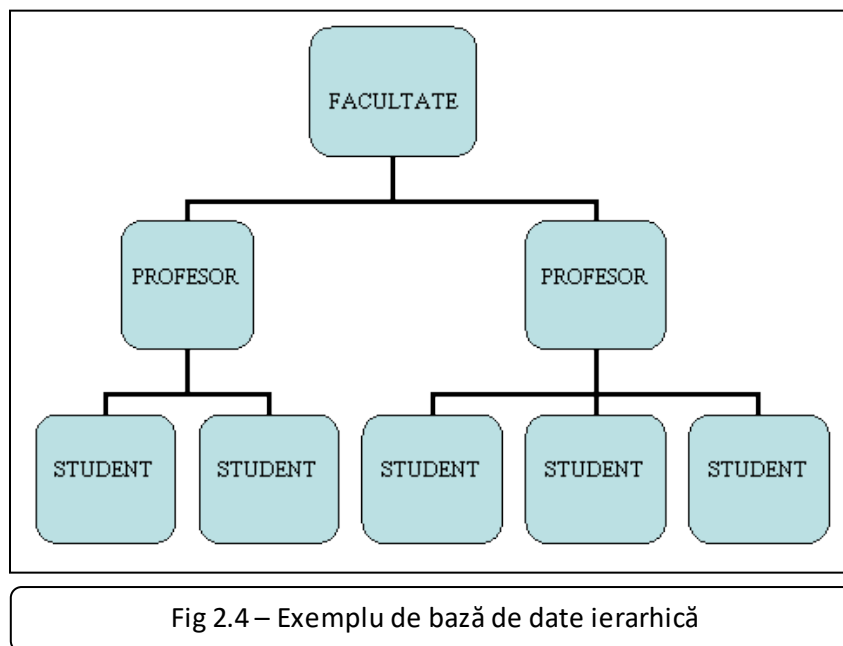 FACULTATE
PROFESOR PROFESOR
STUDENT STUDENT STUDENT STUDENT STUDENT
Fig 2.4 – Exemplu de bază de date ierarhică